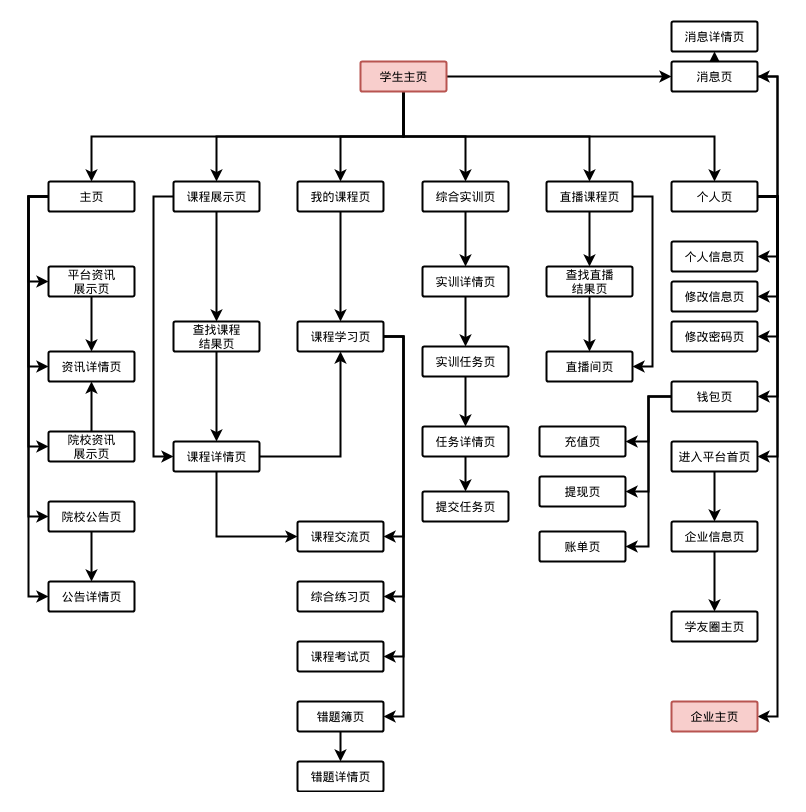 消息详情页
学生主页
消息页
主页
课程展示页
我的课程页
综合实训页
直播课程页
个人页
平台资讯
展示页
实训详情页
查找直播
结果页
个人信息页
修改信息页
查找课程
结果页
课程学习页
修改密码页
资讯详情页
实训任务页
直播间页
钱包页
院校资讯
展示页
课程详情页
任务详情页
充值页
进入平台首页
提现页
提交任务页
院校公告页
课程交流页
账单页
企业信息页
公告详情页
综合练习页
学友圈主页
课程考试页
错题簿页
企业主页
错题详情页